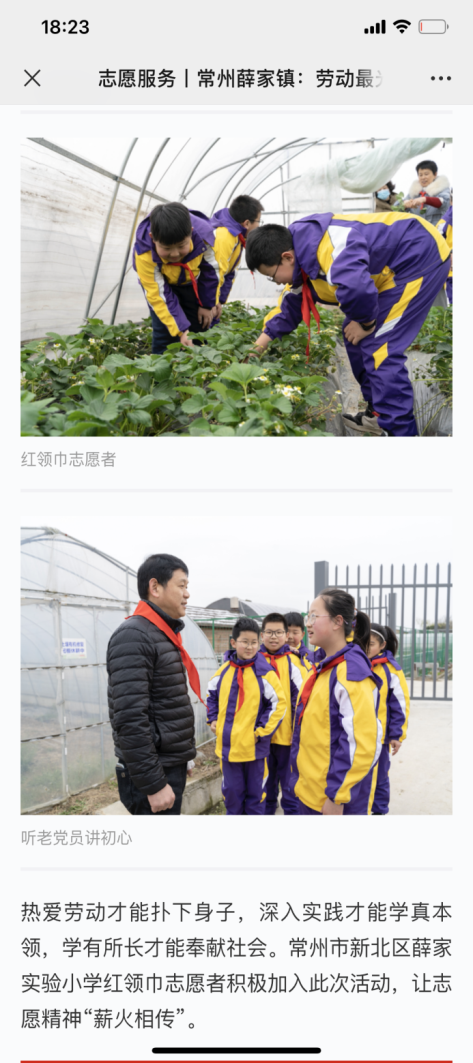 18:23
志愿服务丨常州薛家镇：劳动最
红领巾志愿者
听老党员讲初心
热爱劳动才能扑下身子，深入实践才能学真本
领，学有所长才能奉献社会。常州市新北区薛家
实验小学红领巾志愿者积极加入此次活动，让志
愿精神“薪火相传”。